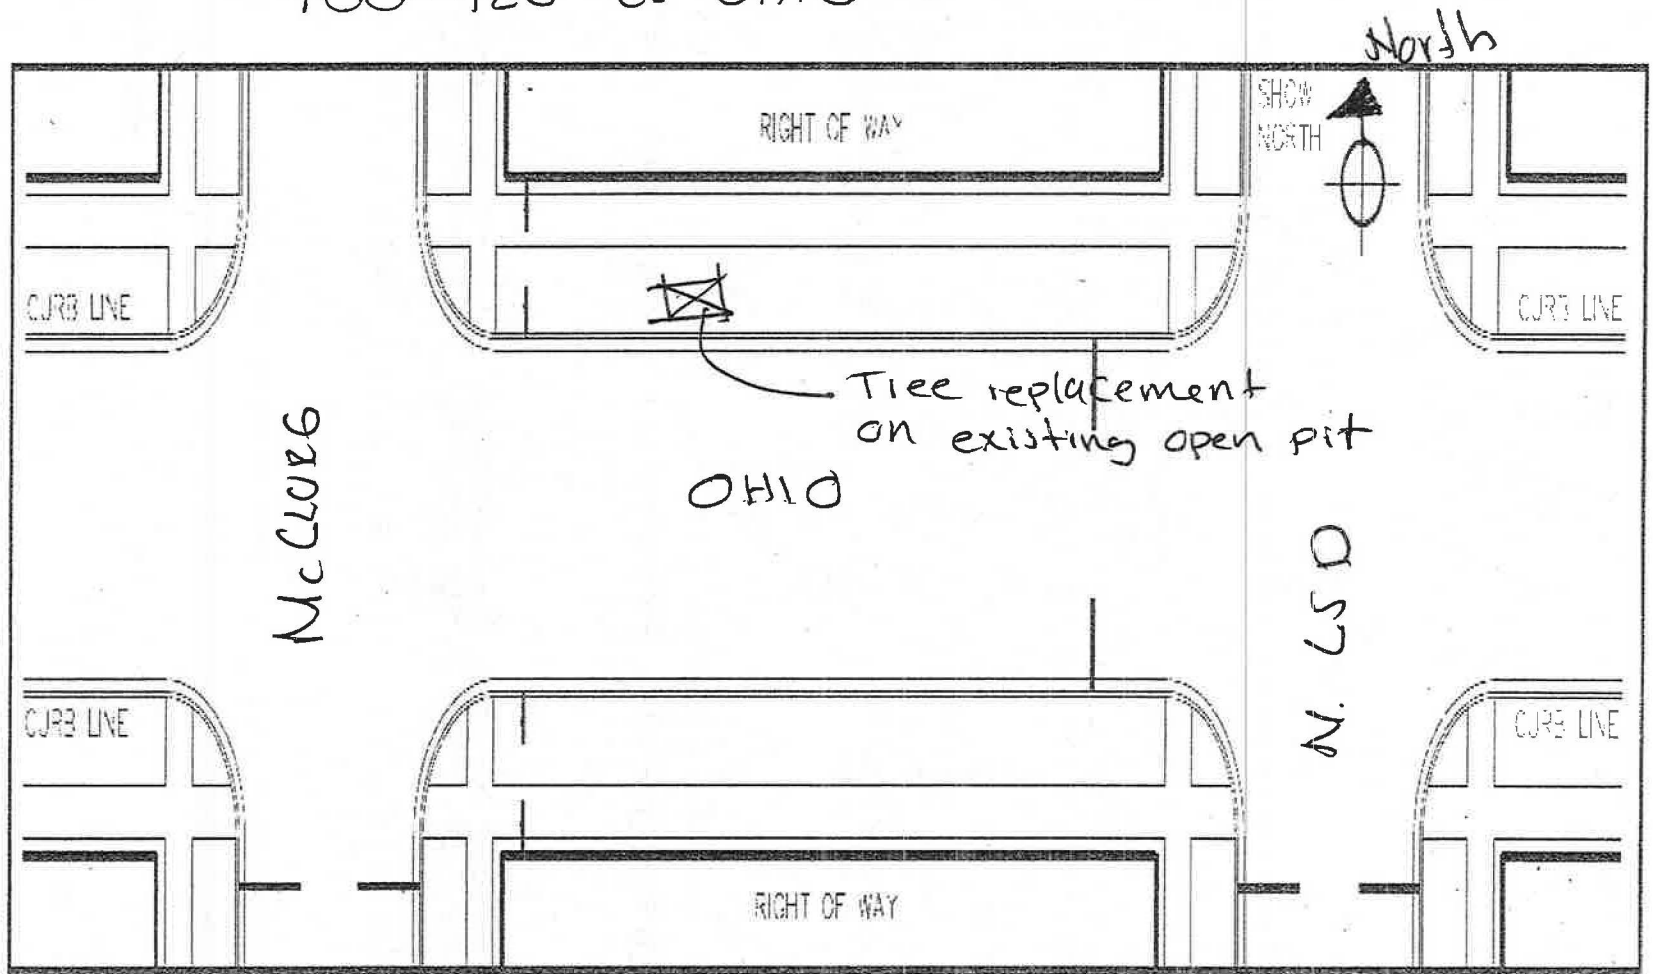 North
SHOW
NORTH
RIGHT OF WAY
CURB LINE
CURB LINE
Tree replacement
on existing open pit
OHIO
McCLURG
N. LSD
CURB LINE
CURB LINE
RIGHT OF WAY